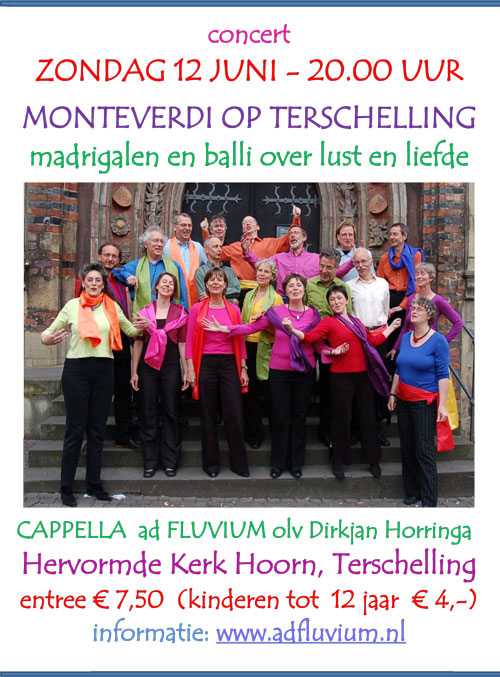 concert
ZONDAG 12 JUNI - 20.00 UUR
MONTEVERDI OP TERSCHELLING
madrigalen en balli over lust en liefde
CAPPELLA ad FLUVIUM olv Dirkjan Horringa
Hervormde Kerk Hoorn, Terschelling
entree € 7,50 (kinderen tot 12 jaar € 4,-)
informatie: www.adfluvium.nl